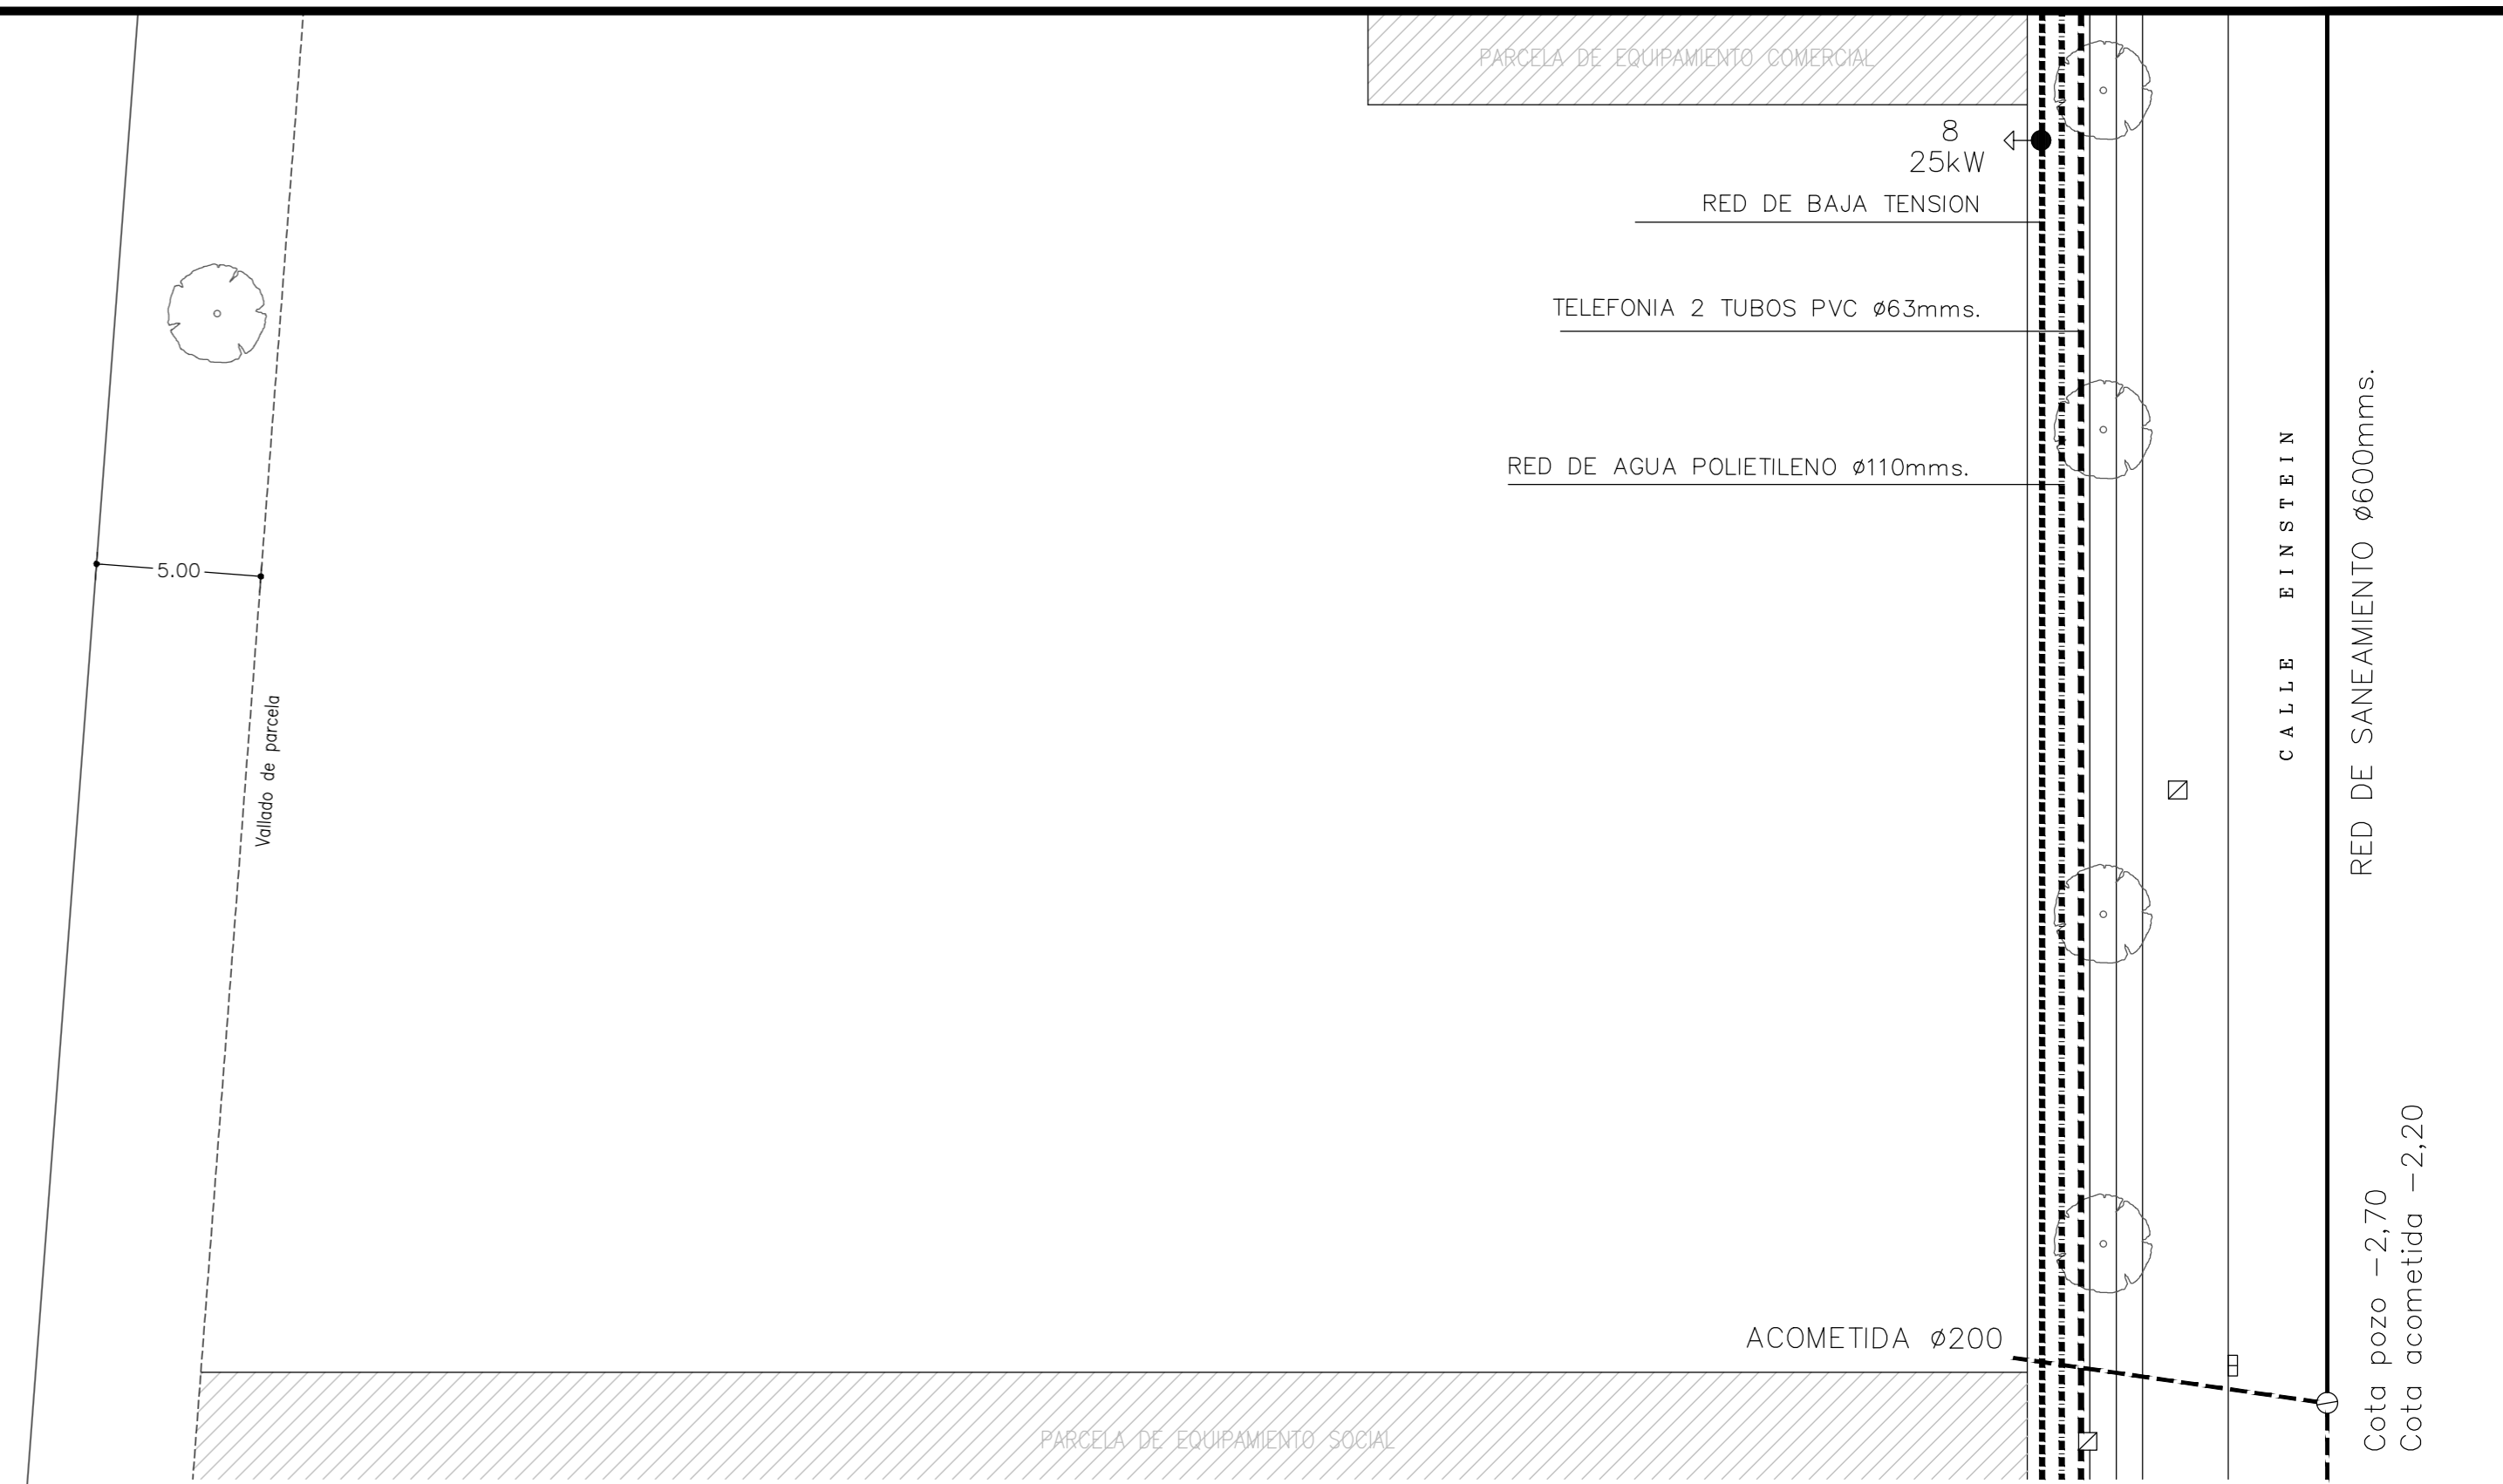 PARCELA DE EQUIPAMIENTO COMERCIAL
8
25kW
RED DE BAJA TENSION
TELEFONIA 2 TUBOS PVC ø63mms.
RED DE AGUA POLIETILENO ø110mms.
5.00
Vallado de parcela
CALLE EINSTEIN
RED DE SANEAMIENTO ø600mms.
ACOMETIDA ø200
Cota pozo -2,70
Cota acometida -2,20
PARCELA DE EQUIPAMIENTO SOCIAL